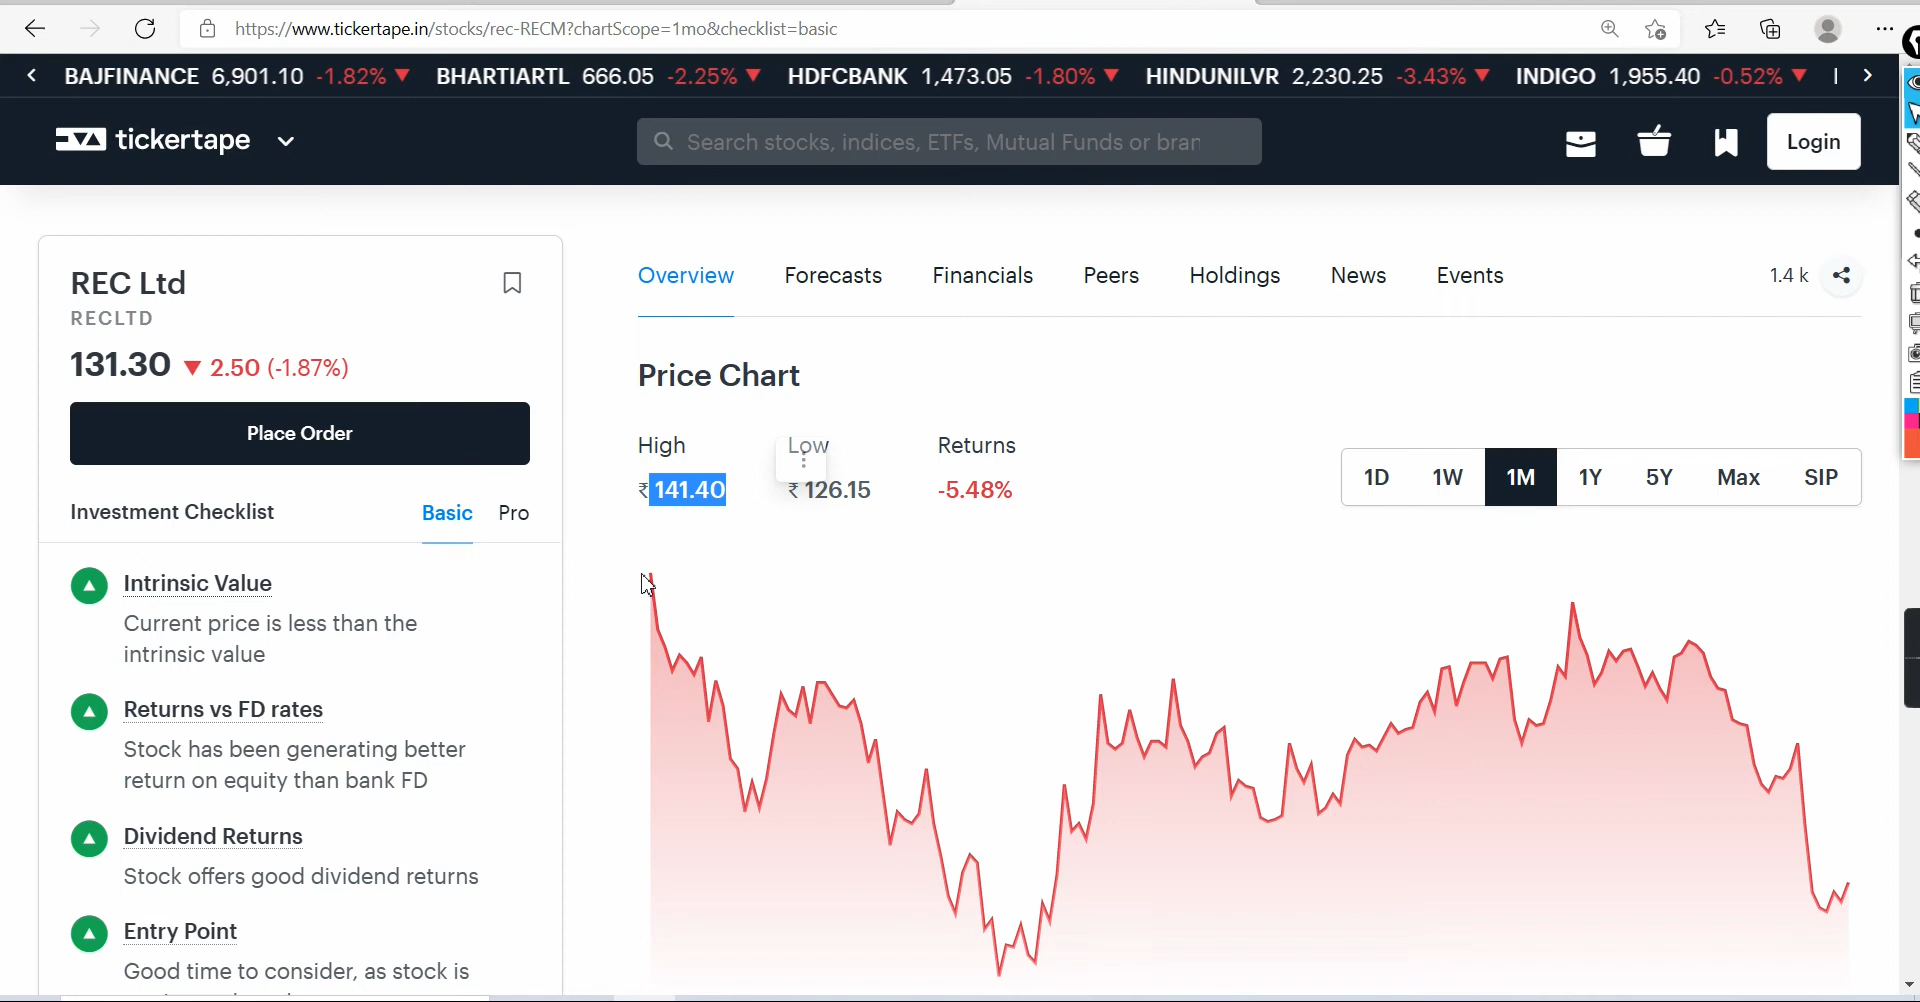 https://www.tickertape.in/stocks/rec-RECM?chartScope=1mo&checklist=basic
BAJFINANCE 6,901.10 -1.82% ▼ BHARTIARTL 666.05 -2.25% ▼ HDFCBANK 1,473.05 -1.80% ▼ HINDUNILVR 2,230.25 -3.43% ▼ INDIGO 1,955.40 -0.52% ▼
tickertape
Search stocks, indices, ETFs, Mutual Funds or brar
Login
REC Ltd
RECLTD
131.30 ▼ 2.50 (-1.87%)
Place Order
Investment Checklist Basic Pro
Intrinsic Value
Current price is less than the
intrinsic value
Returns vs FD rates
Stock has been generating better
return on equity than bank FD
Dividend Returns
Stock offers good dividend returns
Entry Point
Good time to consider, as stock is
Overview Forecasts Financials Peers Holdings News Events 1.4 k
Price Chart
High Low Returns
₹ 141.40 ₹ 126.15 -5.48%
1D 1W 1M 1Y 5Y Max SIP